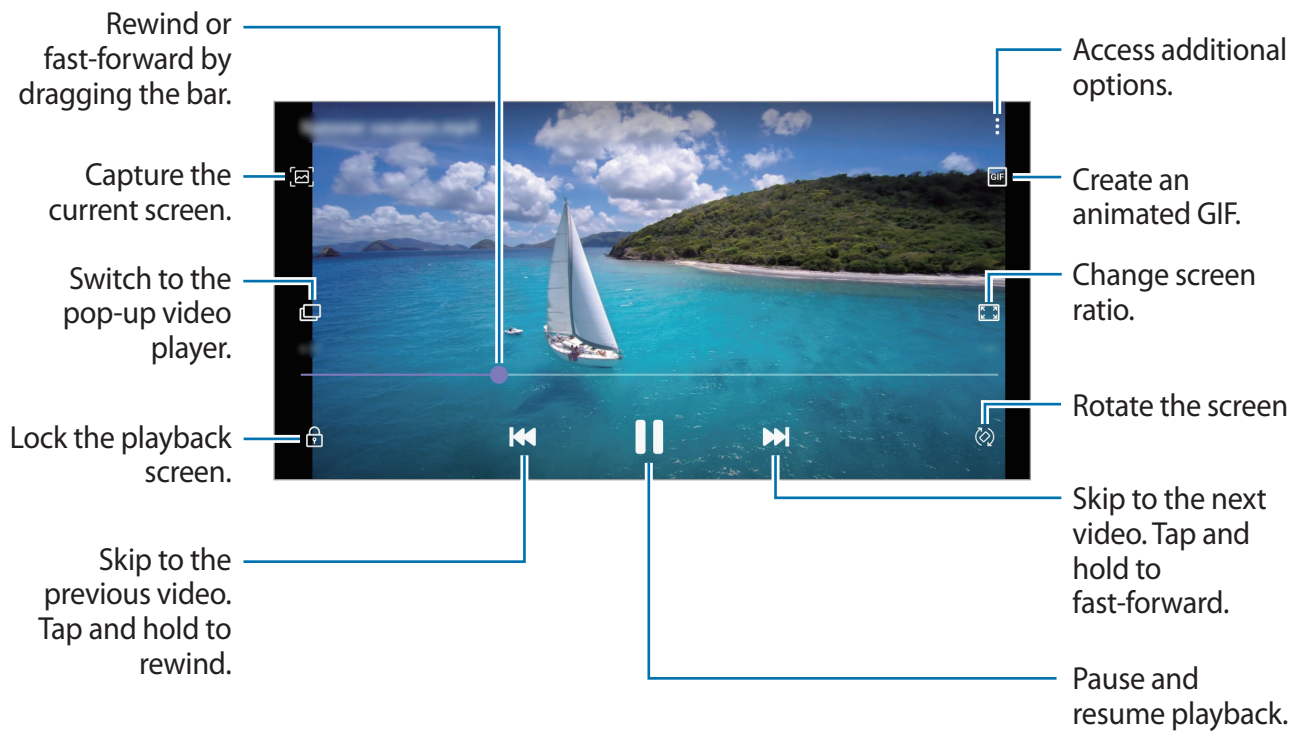 Rewind or
fast-forward by
dragging the bar.
Capture the
current screen.
Switch to the
pop-up video
player.
Lock the playback
screen.
Skip to the
previous video.
Tap and hold to
rewind.
Access additional
options.
GIF
Create an
animated GIF.
Change screen
ratio.
Rotate the screen
Skip to the next
video. Tap and
hold to
fast-forward.
Pause and
resume playback.